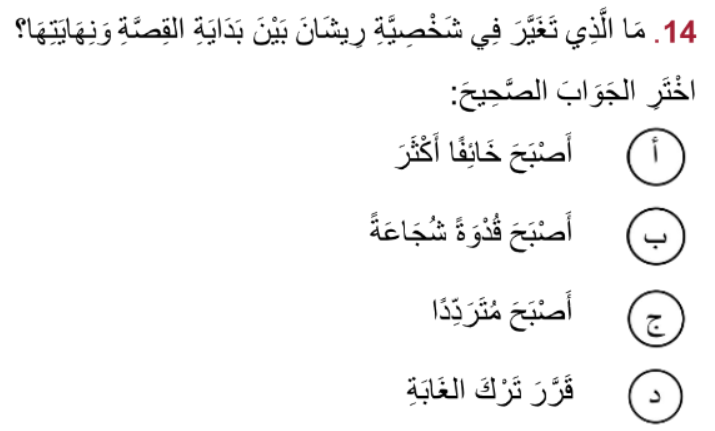 14. مَا الَّذِي تَغَيَّرَ فِي شَخْصِيَّةِ رِيشَانَ بَيْنَ بَدَايَةِ القِصَّةِ وَنِهَايَتِهَا؟
اخْتَرِ الجَوَابَ الصَّحِيحَ:
أ أَصْبَحَ خَائِفًا أَكْثَرَ
ب أَصْبَحَ قُدْوَةً شُجَاعَةً
ج أَصْبَحَ مُتَرَدِّدًا
د قَرَّرَ تَرْكَ الغَابَةِ